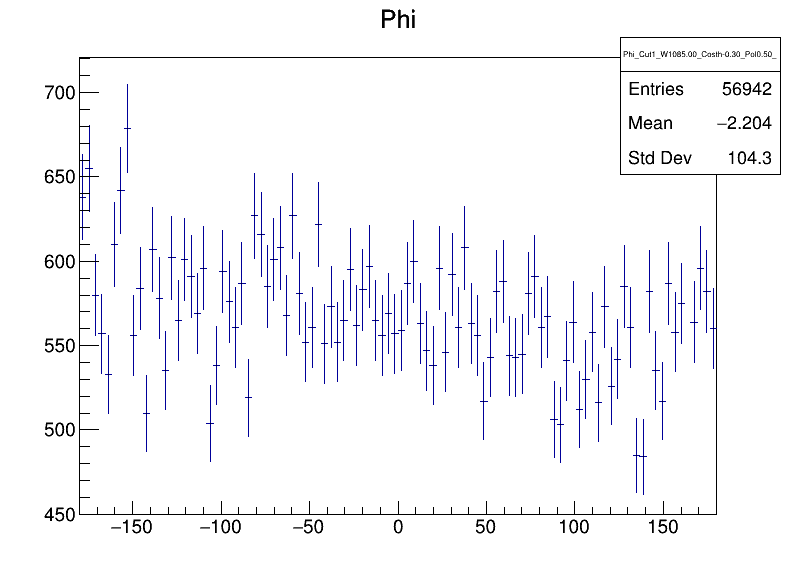 Phi
Phi_Cut1_W1085.00_Costh-0.30_Pol0.50_
Entries 56942
Mean −2.204
Std Dev 104.3
700
650
600
550
500
450
−150 −100 −50 0 50 100 150